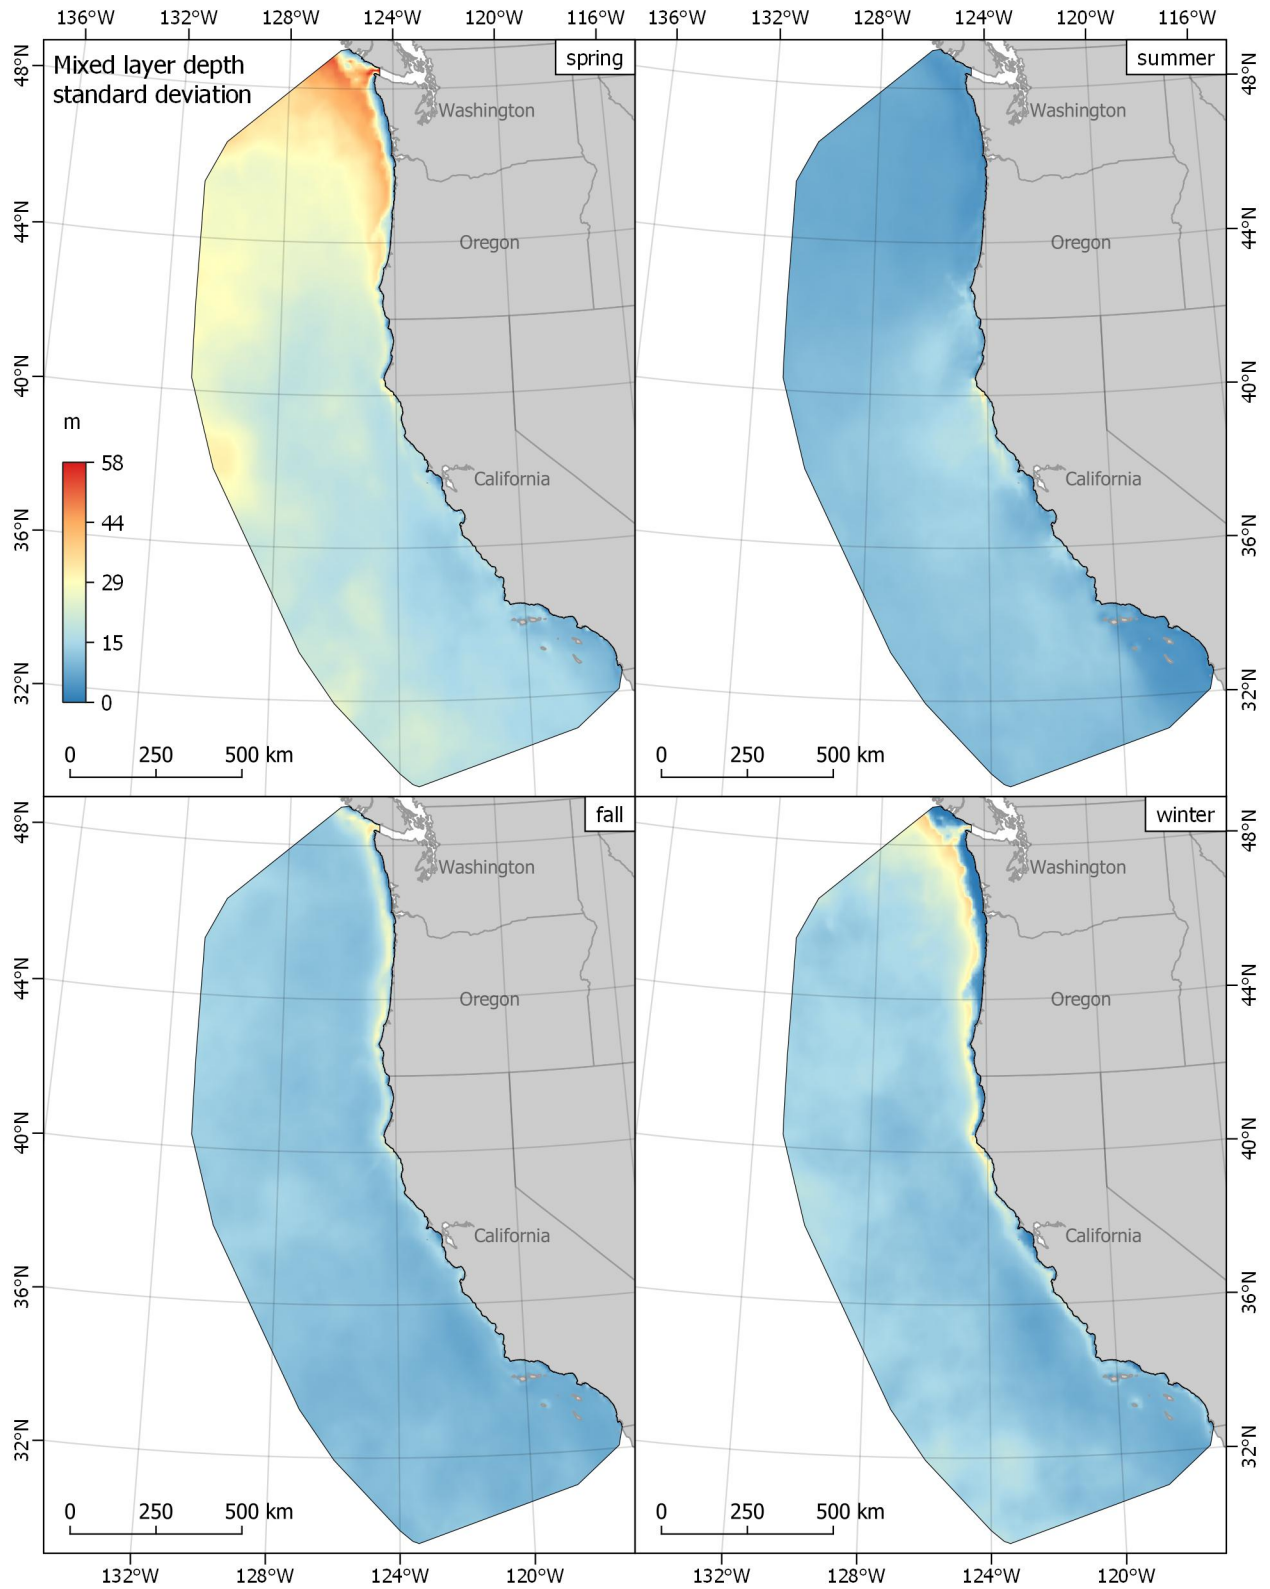 136°W 132°W 128°W 124°W 120°W 116°W 136°W 132°W 128°W 124°W 120°W 116°W
Mixed layer depth
standard deviation
spring
summer
48°N
48°N
Washington
Washington
44°N
44°N
Oregon
Oregon
40°N
40°N
m
58
44
29
15
0
California
California
36°N
36°N
32°N
32°N
0 250 500 km
0 250 500 km
fall
winter
48°N
48°N
Washington
Washington
44°N
44°N
Oregon
Oregon
40°N
40°N
California
California
36°N
36°N
32°N
32°N
0 250 500 km
0 250 500 km
132°W 128°W 124°W 120°W 132°W 128°W 124°W 120°W